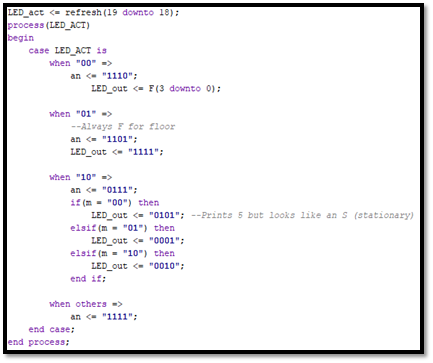 LED_act <= refresh(19 downto 18);
process(LED_ACT)
begin
case LED_ACT is
when "00" =>
an <= "1110";
LED_out <= F(3 downto 0);
when "01" =>
--Always F for floor
an <= "1101";
LED_out <= "1111";
when "10" =>
an <= "0111";
if(m = "00") then
LED_out <= "0101"; --Prints 5 but looks like an S (stationary)
elsif(m = "01") then
LED_out <= "0001";
elsif(m = "10") then
LED_out <= "0010";
end if;
when others =>
an <= "1111";
end case;
end process;